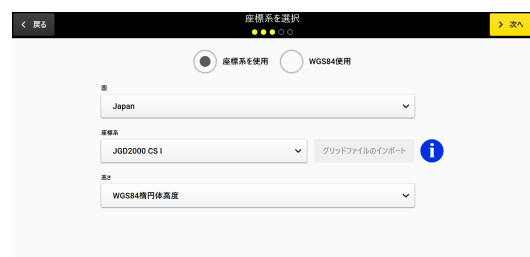 座標系を選択
戻る
次へ
座標系を使用
WGS84使用
国
Japan
座標系
JGD2000 CS I
グリッドファイルのインポート
高さ
WGS84楕円体高度